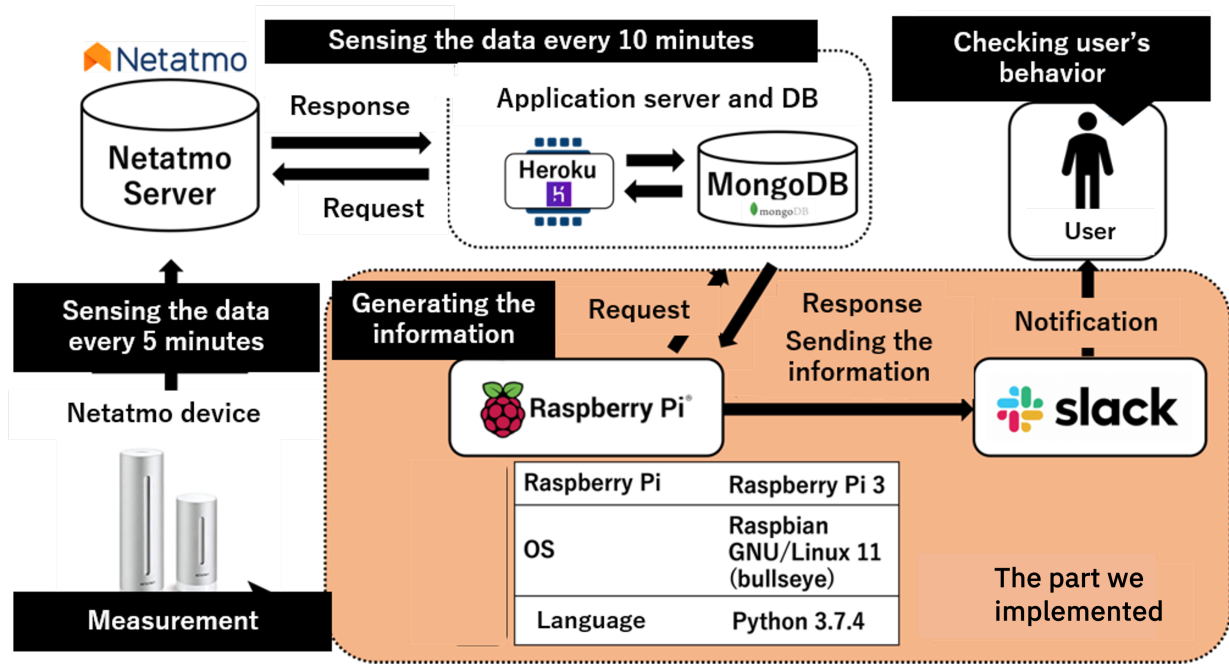 Sensing the data every 10 minutes
Checking user’s
behavior
Netatmo
Application server and DB
Response
Netatmo
Server
Heroku
MongoDB
mongoDB
Request
User
Sensing the data
every 5 minutes
Generating the
information
Request
Response
Sending the
information
Notification
Netatmo device
Raspberry Pi®
slack
Raspberry Pi Raspberry Pi 3
OS Raspbian
GNU/Linux 11
(bullseye)
Language Python 3.7.4
The part we
implemented
Measurement